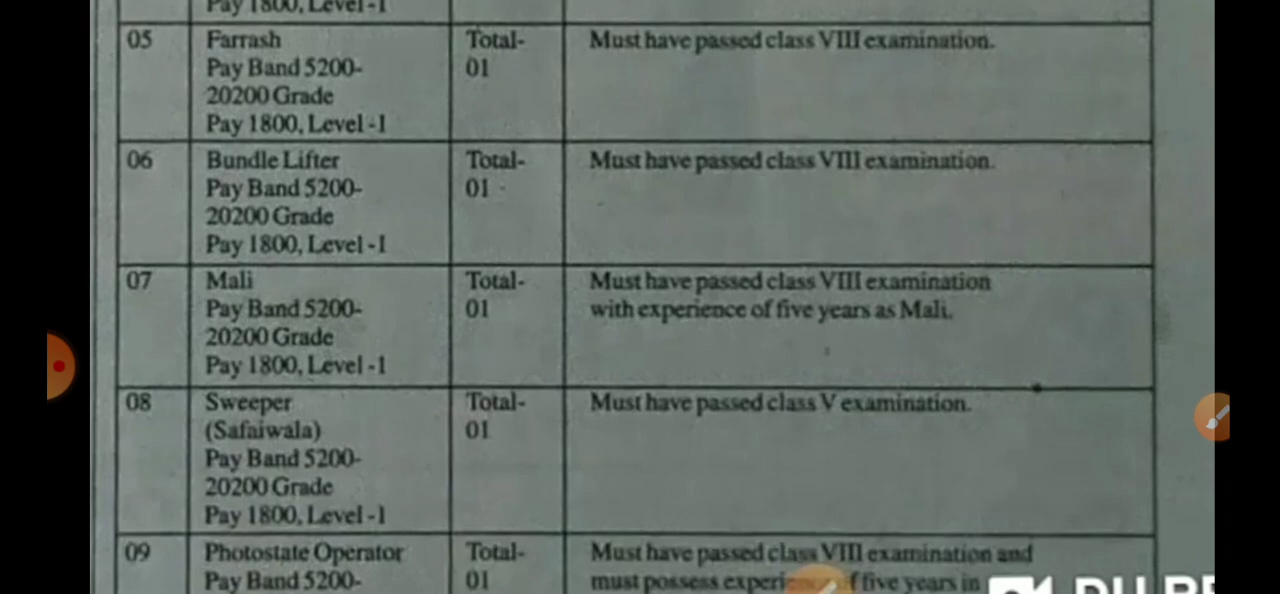 Pay 1800, Level -1
05 Farrash Total- Must have passed class VIII examination.
Pay Band 5200- 01
20200 Grade
Pay 1800, Level -1
06 Bundle Lifter Total- Must have passed class VIII examination.
Pay Band 5200- 01
20200 Grade
Pay 1800, Level -1
07 Mali Total- Must have passed class VIII examination
Pay Band 5200- 01 with experience of five years as Mali.
20200 Grade
Pay 1800, Level -1
08 Sweeper Total- Must have passed class V examination.
(Safaiwala) 01
Pay Band 5200-
20200 Grade
Pay 1800, Level -1
09 Photostate Operator Total- Must have passed class VIII examination and
Pay Band 5200- 01 must possess five years in